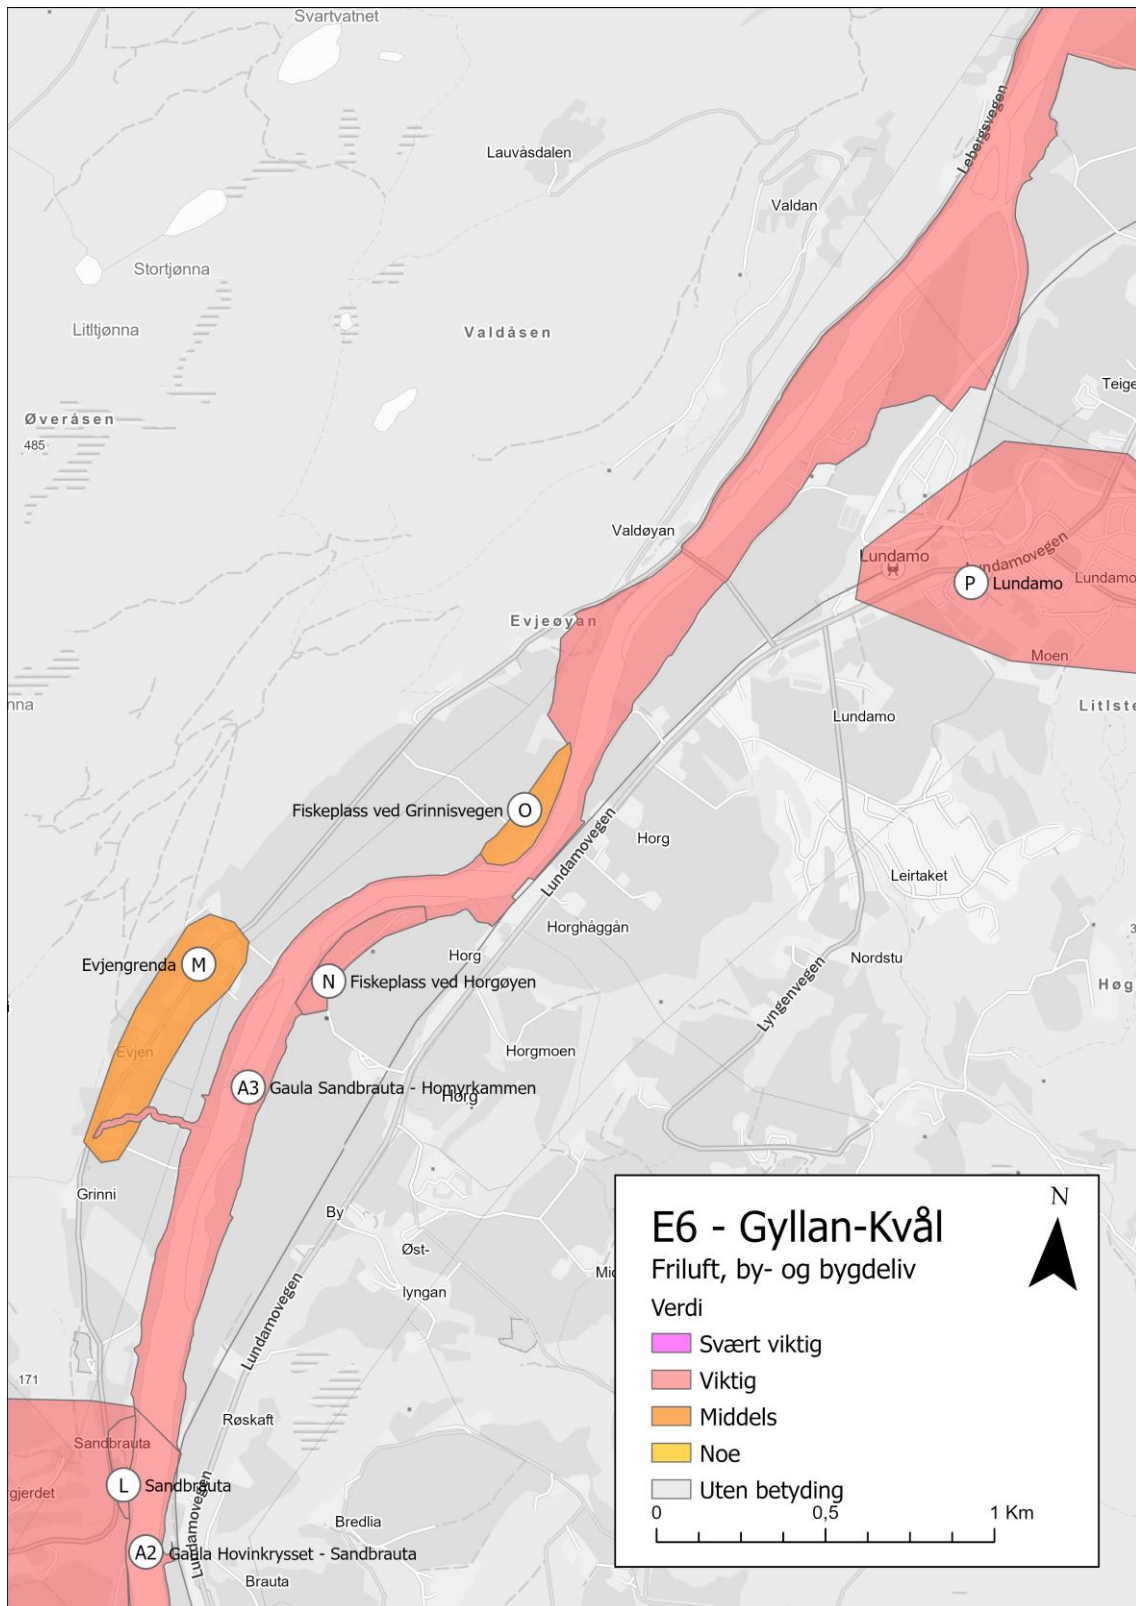 Svartvatnet
Lebergsvegen
Lauvåsdalen
Valdan
Stortjønna
Litltjønna
Valdåsen
Teige
Øveråsen
485
Valdøyan
Lundamo
Lundamovegen
P Lundamo
Lundamo
Evjeøyan
Moen
nna
Litlste
Lundamo
Fiskeplass ved Grinnisvegen O
Lundamovegen
Horg
Leirtaket
Horghåggån
Horg
Nordstu
Evjengrenda M
N Fiskeplass ved Horgøyen
Høg
Lyngenvegen
Evjen
Horgmoen
A3 Gaula Sandbrauta - Homyrkammen
Horg
Grinni
By
Øst-
lyngan
Mid
Lundamovegen
171
Røskaft
Sandbrauta
rgjerdet
L Sandbrauta
Lundamovegen
Bredlia
A2 Gaula Hovinkrysset - Sandbrauta
Brauta
N
E6 - Gyllan-Kvål
Friluft, by- og bygdeliv
Verdi
Svært viktig
Viktig
Middels
Noe
Uten betyding
0 0,5 1 Km